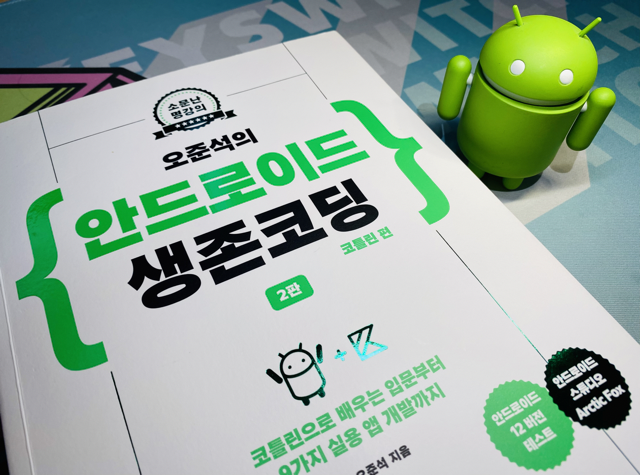 소문난
명강의
오준석의
안드로이드
생존코딩
코틀린 편
2판
코틀린으로 배우는 입문부터
9가지 실용 앱 개발까지
오준석 지음
안드로이드
12 버전
테스트
안드로이드
스튜디오
Arctic Fox